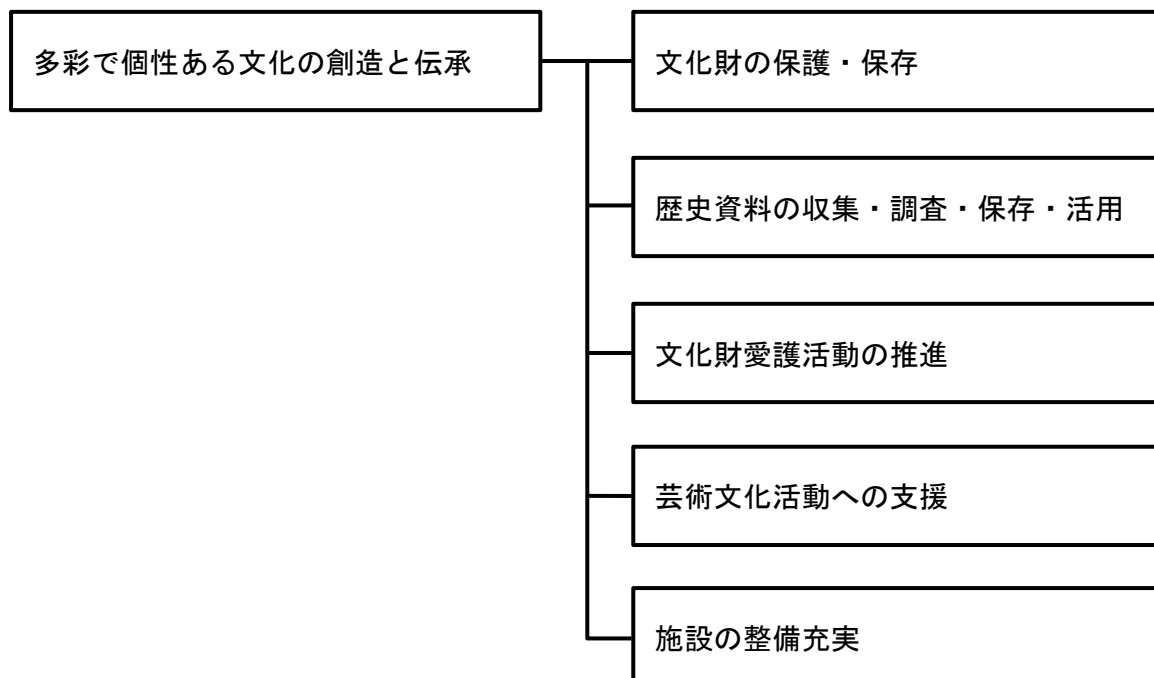 多彩で個性ある文化の創造と伝承
文化財の保護・保存
歴史資料の収集・調査・保存・活用
文化財愛護活動の推進
芸術文化活動への支援
施設の整備充実